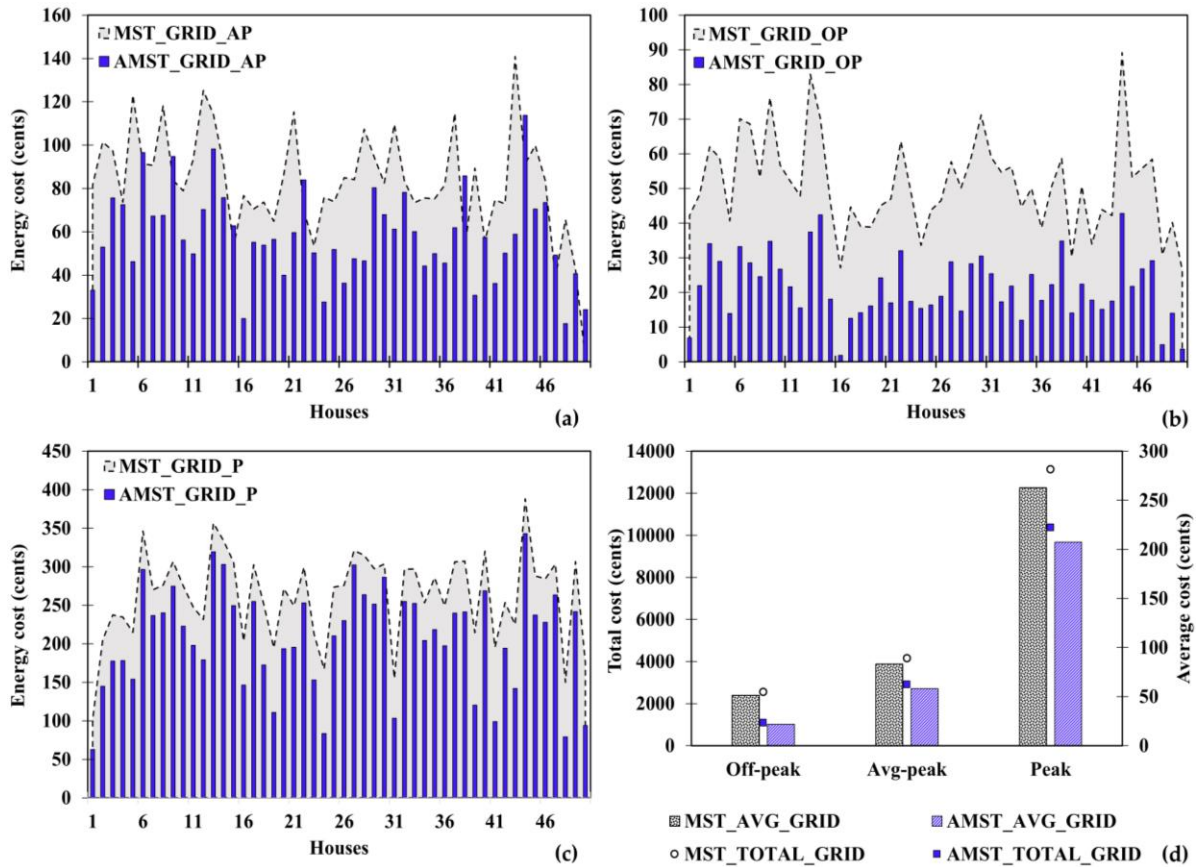 160
140
120
100
80
60
40
20
0
Energy cost (cents)
MST_GRID_AP
AMST_GRID_AP
1 6 11 16 21 26 31 36 41 46
Houses
(a)
100
90
80
70
60
50
40
30
20
10
0
Energy cost (cents)
MST_GRID_OP
AMST_GRID_OP
1 6 11 16 21 26 31 36 41 46
Houses
(b)
450
400
350
300
250
200
150
100
50
0
Energy cost (cents)
MST_GRID_P
AMST_GRID_P
1 6 11 16 21 26 31 36 41 46
Houses
(c)
14000
12000
10000
8000
6000
4000
2000
0
Total cost (cents)
300
250
200
150
100
50
0
Average cost (cents)
Off-peak Avg-peak Peak
MST_AVG_GRID AMST_AVG_GRID
MST_TOTAL_GRID AMST_TOTAL_GRID
(d)